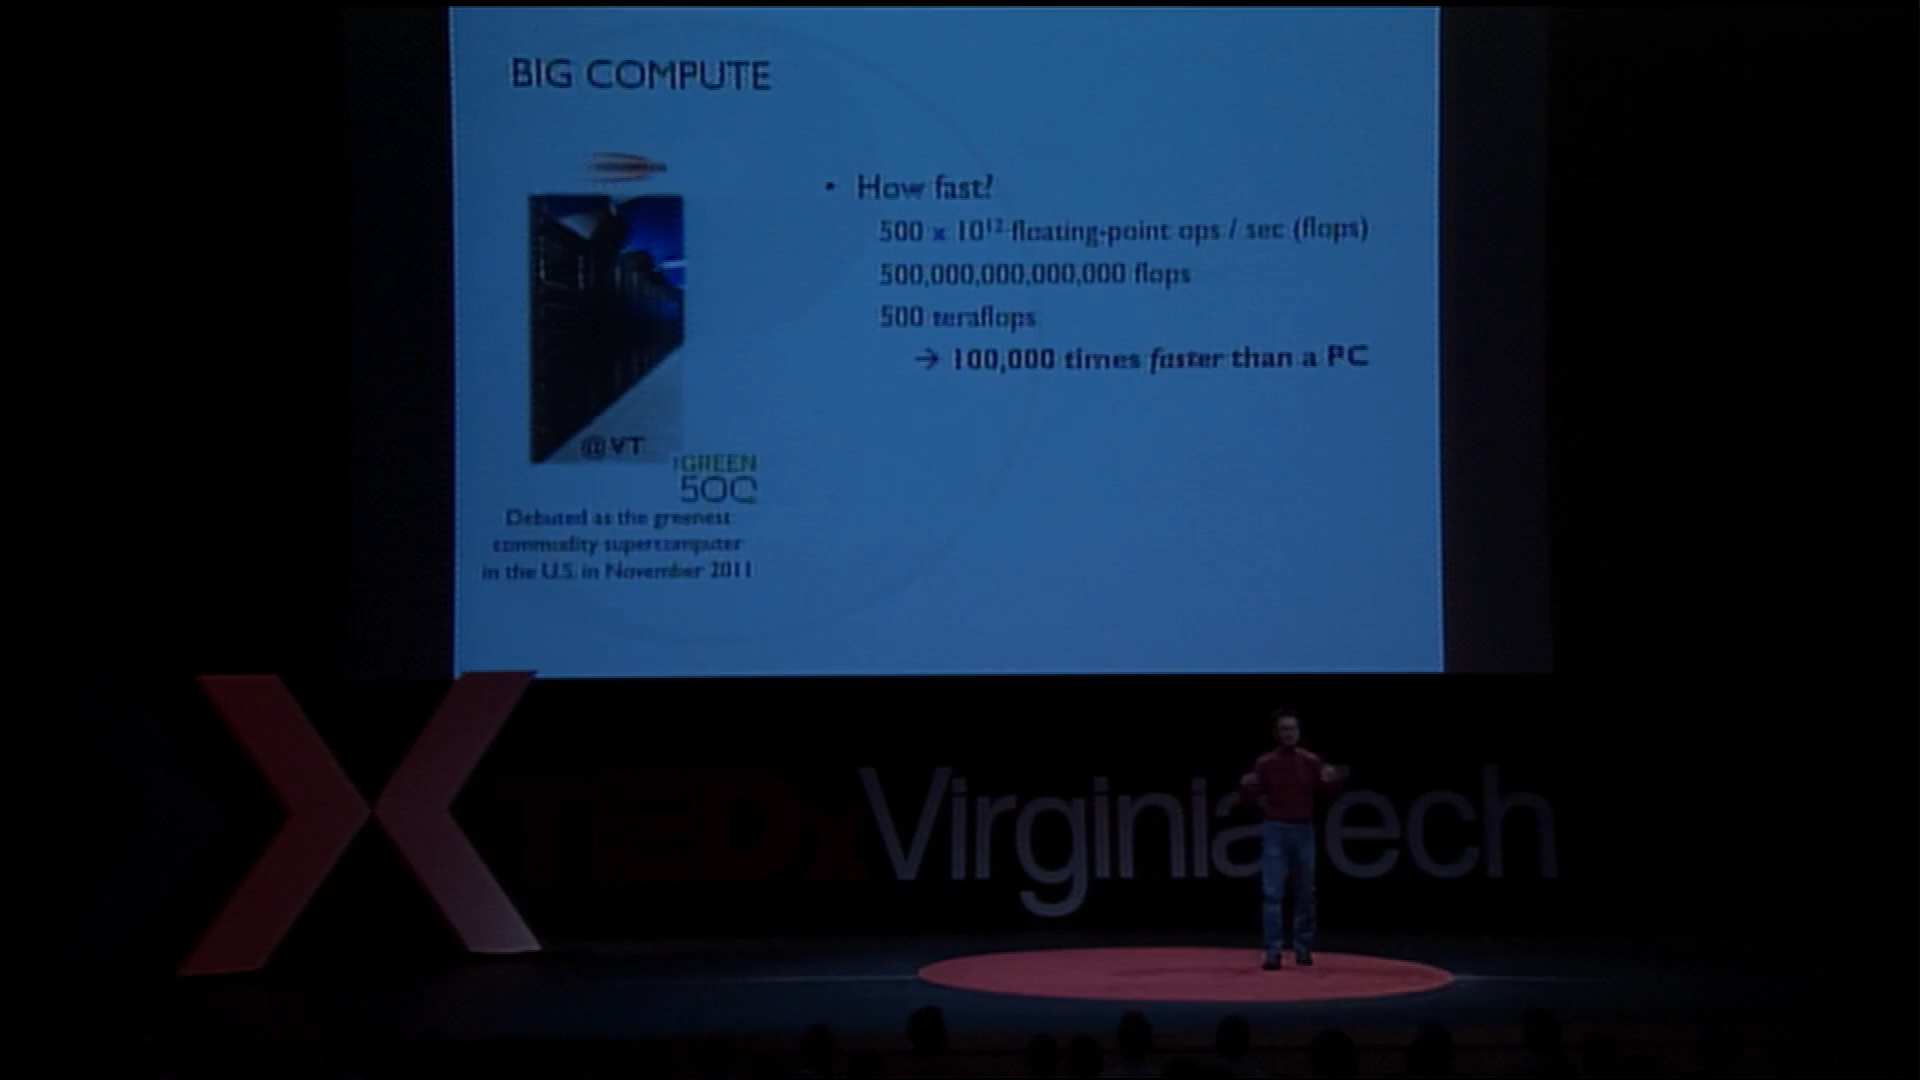 BIG COMPUTE
• How fast?
500 x 10¹² floating-point ops / sec (flops)
500,000,000,000,000 flops
500 teraflops
→ 100,000 times faster than a PC
@VT
GREEN
500
Debuted as the greenest
commodity supercomputer
in the U.S. in November 2011
X
TEDxVirginiaTech